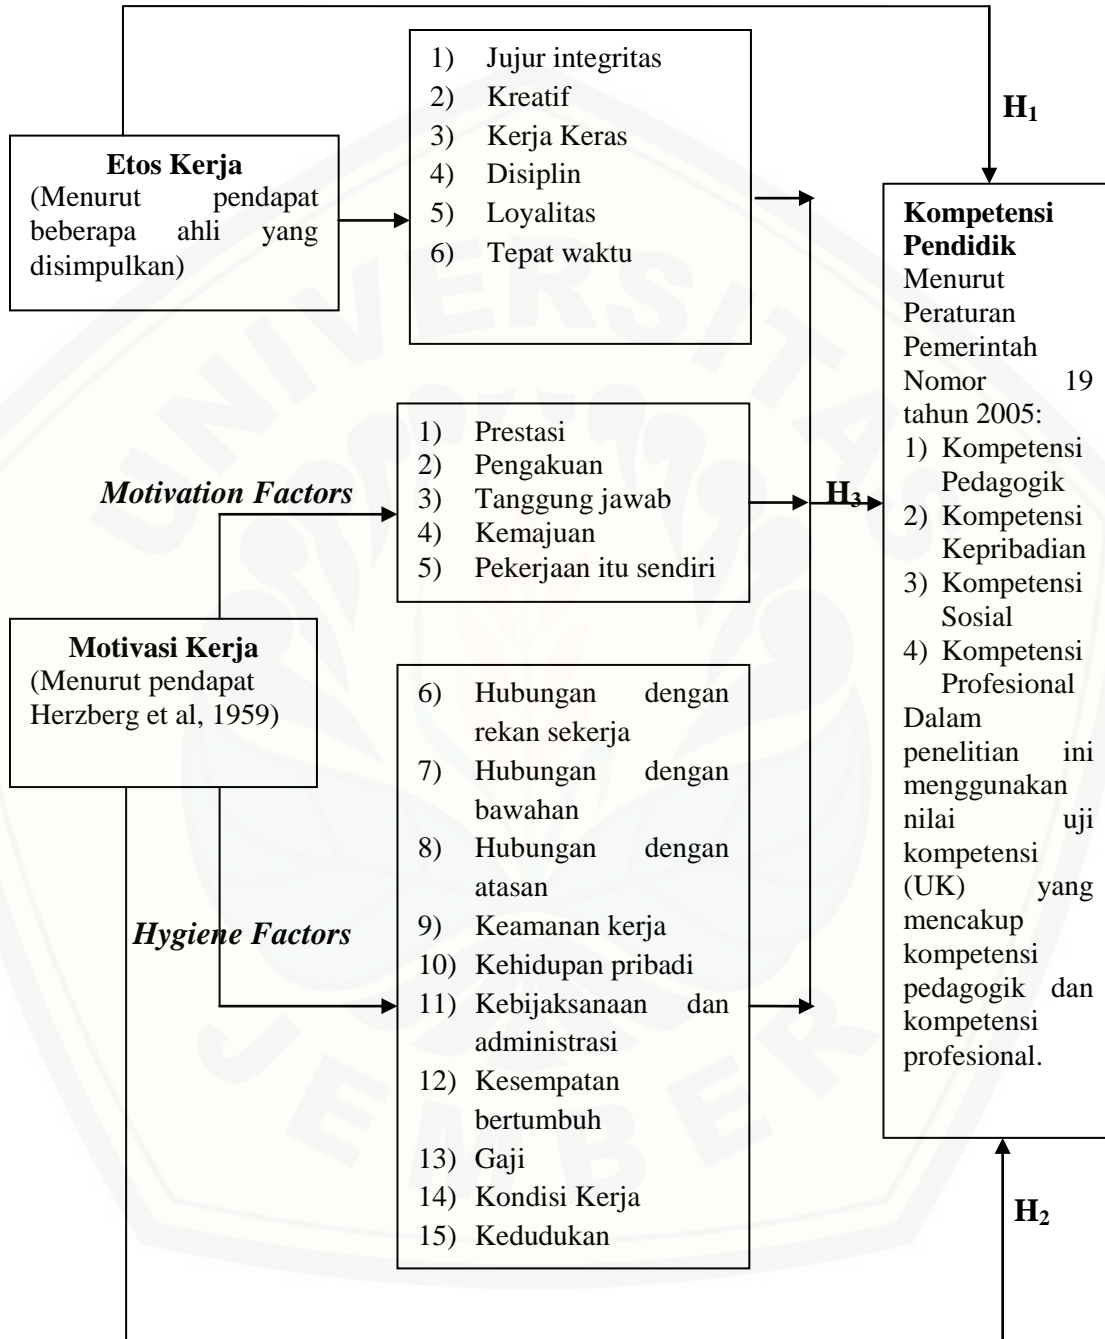 1) Jujur integritas
2) Kreatif
3) Kerja Keras
4) Disiplin
5) Loyalitas
6) Tepat waktu
H1
Etos Kerja
(Menurut pendapat
beberapa ahli yang
disimpulkan)
Motivation Factors
1) Prestasi
2) Pengakuan
3) Tanggung jawab
4) Kemajuan
5) Pekerjaan itu sendiri
H3
Motivasi Kerja
(Menurut pendapat
Herzberg et al, 1959)
Hygiene Factors
6) Hubungan dengan
rekan sekerja
7) Hubungan dengan
bawahan
8) Hubungan dengan
atasan
9) Keamanan kerja
10) Kehidupan pribadi
11) Kebijaksanaan dan
administrasi
12) Kesempatan
bertumbuh
13) Gaji
14) Kondisi Kerja
15) Kedudukan
Kompetensi
Pendidik
Menurut
Peraturan
Pemerintah
Nomor 19
tahun 2005:
1) Kompetensi
Pedagogik
2) Kompetensi
Kepribadian
3) Kompetensi
Sosial
4) Kompetensi
Profesional
Dalam
penelitian ini
menggunakan
nilai uji
kompetensi
(UK) yang
mencakup
kompetensi
pedagogik dan
kompetensi
profesional.
H2
UNIVERSITAS
JEMBER